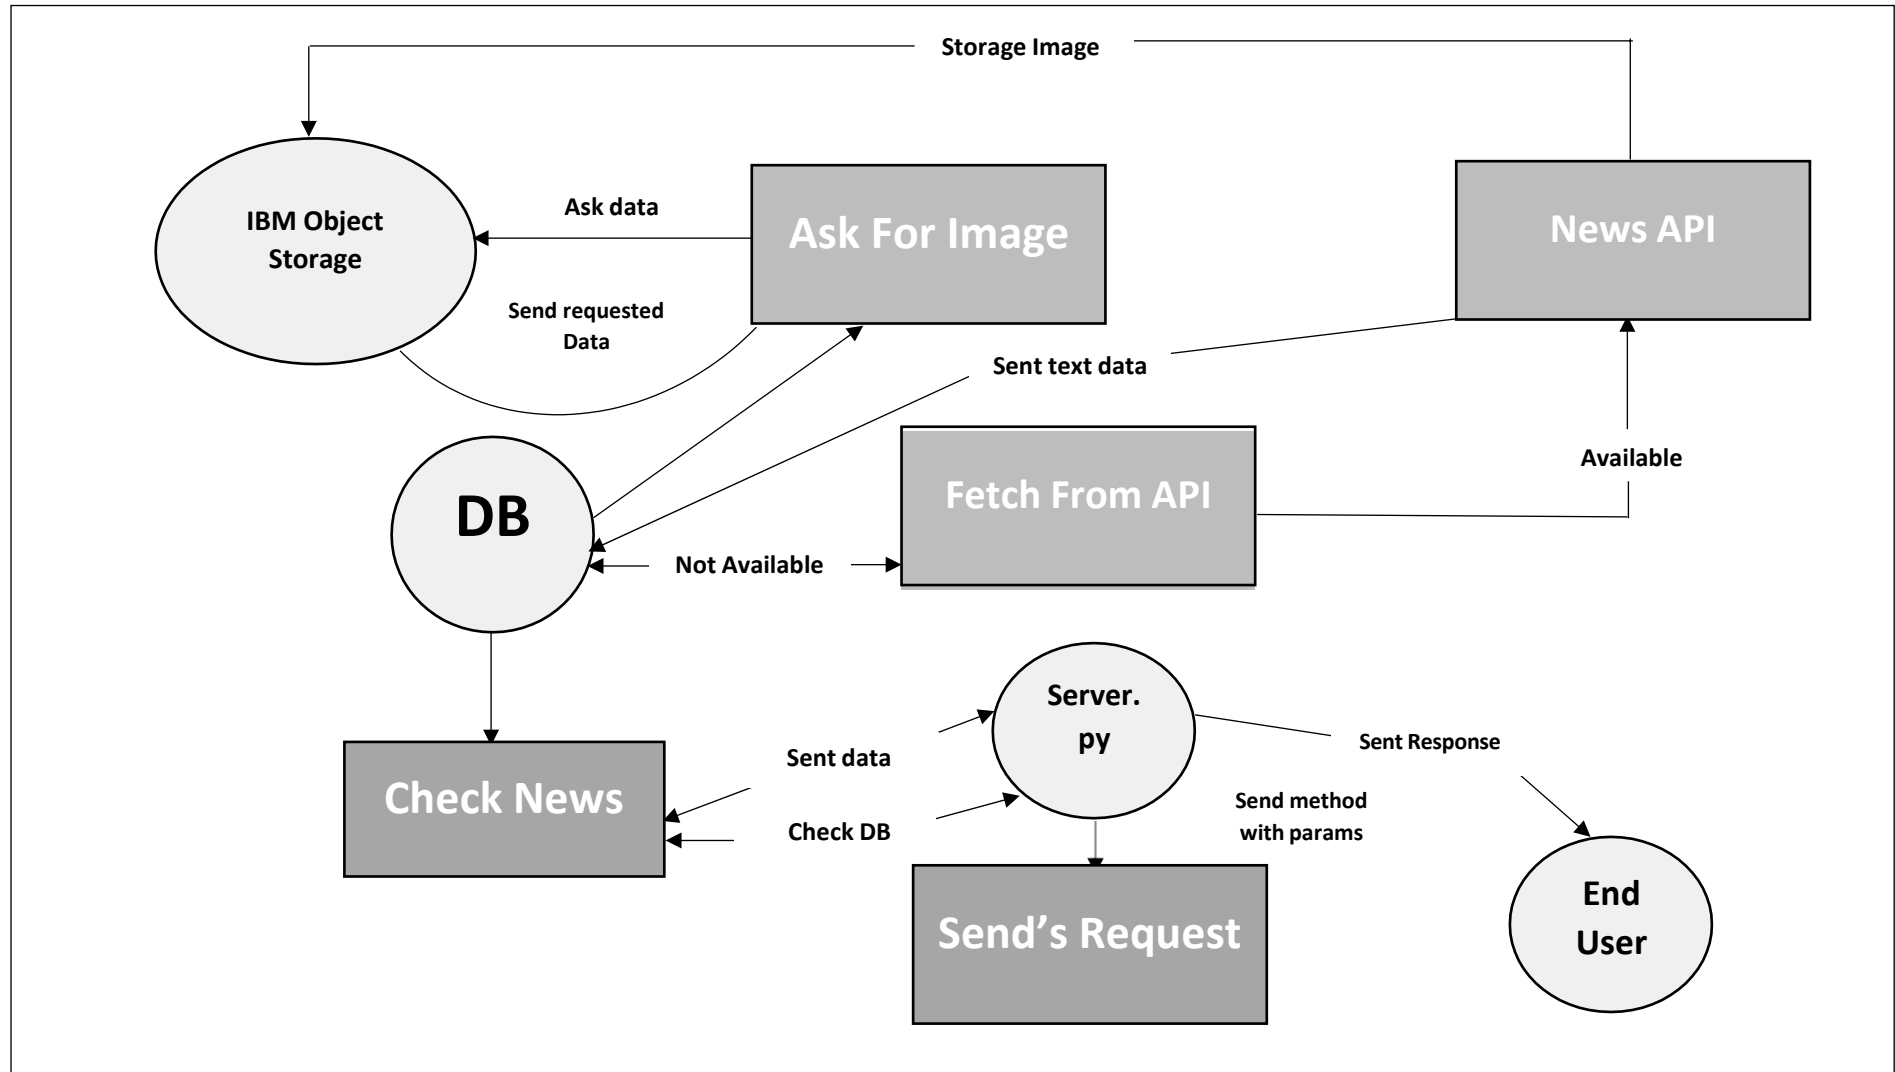 Storage Image
IBM Object
Storage
Ask data
Ask For Image
News API
Send requested
Data
Sent text data
Available
DB
Fetch From API
Not Available
Server.
py
Sent data
Sent Response
Check News
Check DB
Send method
with params
Send’s Request
End
User